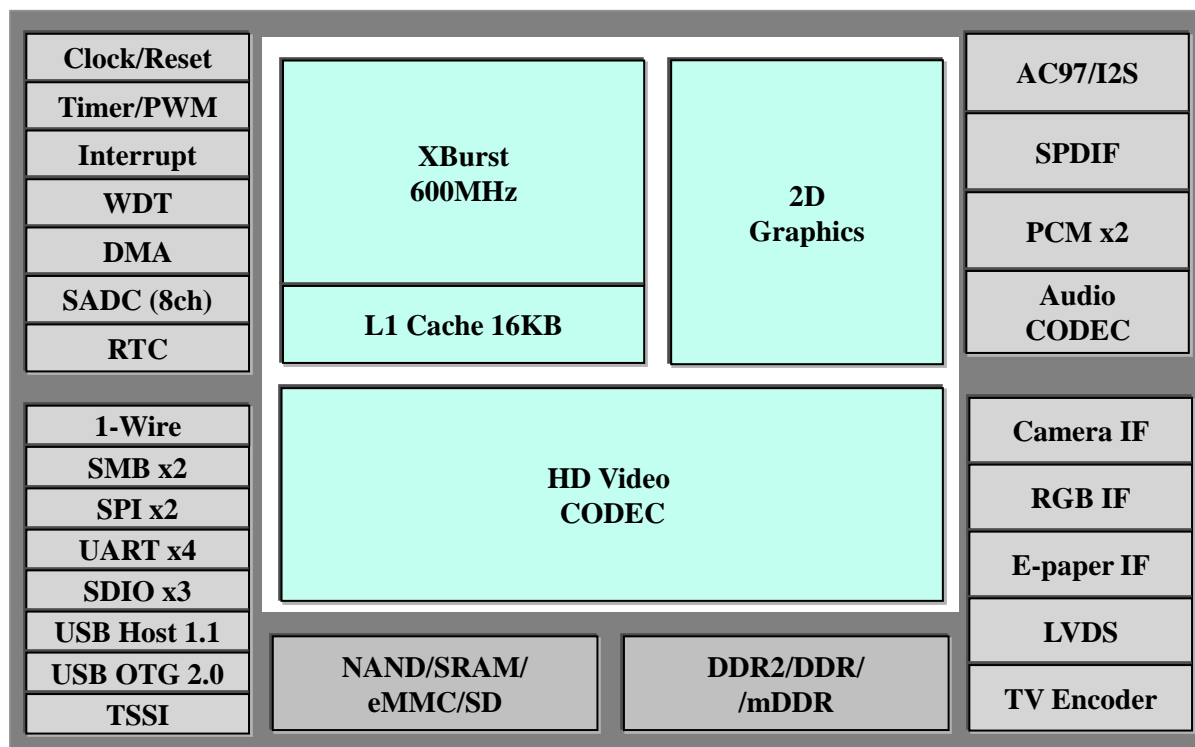 Clock/Reset
Timer/PWM
Interrupt
WDT
DMA
SADC (8ch)
RTC
1-Wire
SMB x2
SPI x2
UART x4
SDIO x3
USB Host 1.1
USB OTG 2.0
TSSI
XBurst
600MHz
L1 Cache 16KB
2D
Graphics
HD Video
CODEC
NAND/SRAM/
eMMC/SD
DDR2/DDR/
/mDDR
AC97/I2S
SPDIF
PCM x2
Audio
CODEC
Camera IF
RGB IF
E-paper IF
LVDS
TV Encoder